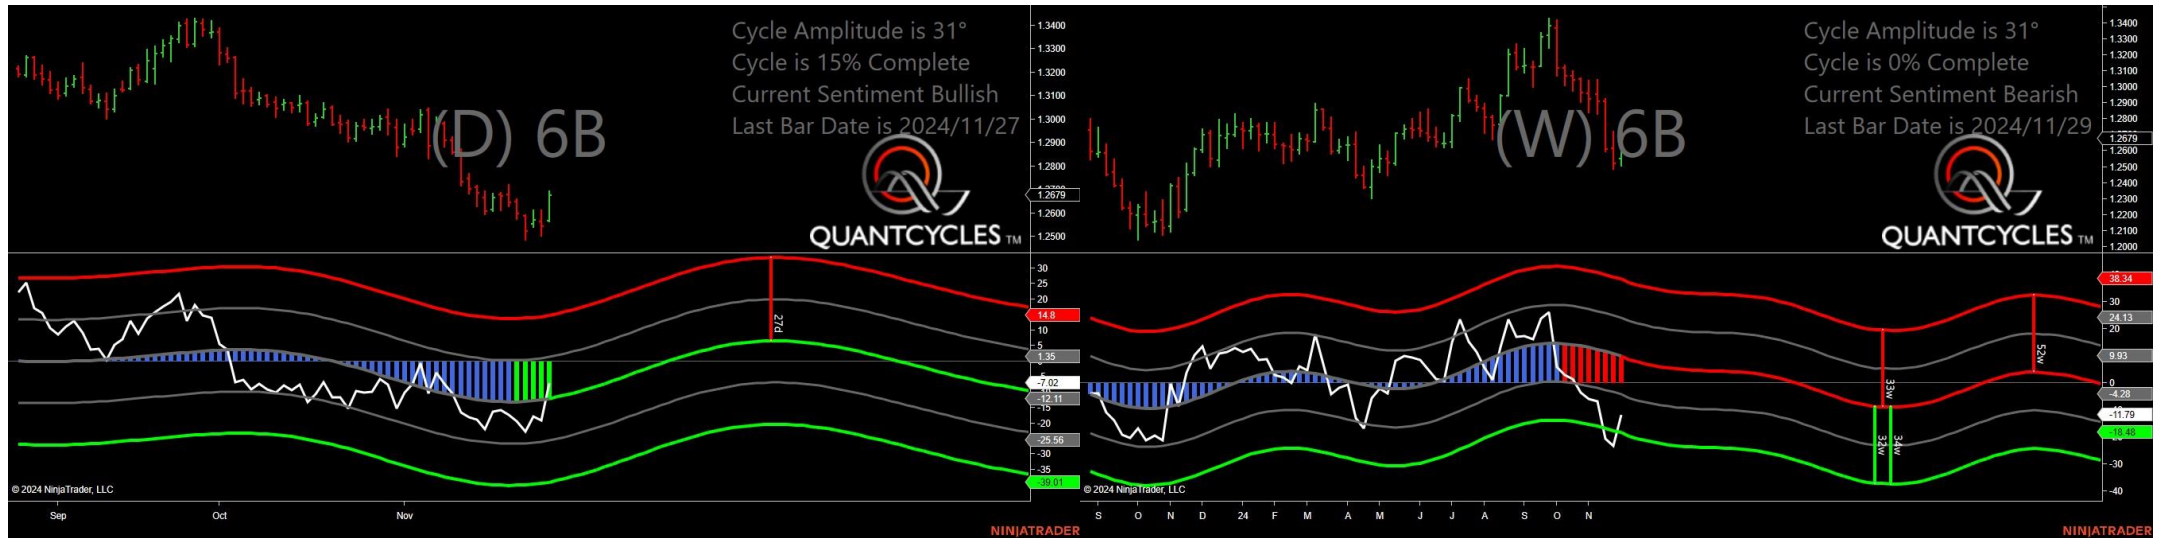 Cycle Amplitude is 31°
Cycle is 15% Complete
Current Sentiment Bullish
Last Bar Date is 2024/11/27
(D) 6B
QUANTCYCLES TM
1.3400
1.3200
1.3100
1.3000
1.2900
1.2800
1.2679
1.2600
1.2500
30
25
20
14.8
10
5
1.35
-7.02
-12.11
-15
-20
-25.56
-30
-35
-39.01
27d
© 2024 NinjaTrader, LLC
Sep
Oct
Nov
NINJATRADER
Cycle Amplitude is 31°
Cycle is 0% Complete
Current Sentiment Bearish
Last Bar Date is 2024/11/29
(W) 6B
QUANTCYCLES TM
1.3400
1.3300
1.3200
1.3100
1.3000
1.2900
1.2800
1.2679
1.2600
1.2500
1.2400
1.2300
1.2200
1.2100
1.2000
38.34
30
24.13
20
9.93
0
-4.28
-11.79
-18.48
-30
-40
33w
32w
34w
52w
© 2024 NinjaTrader, LLC
S
O
N
D
24
F
M
A
M
J
J
A
S
O
N
NINJATRADER